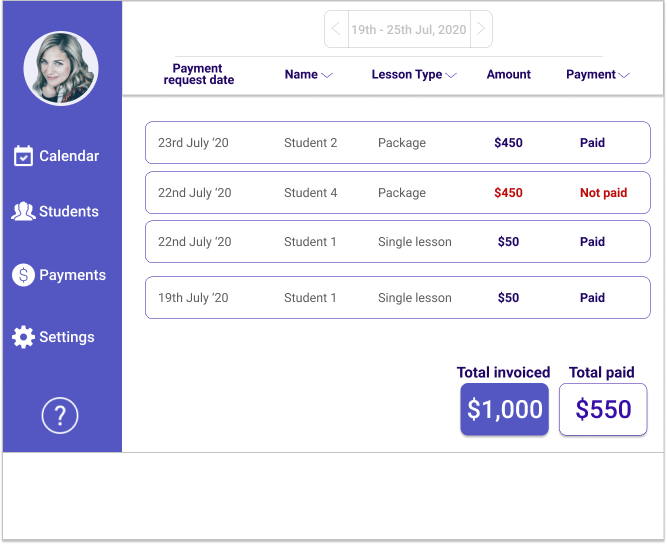 19th - 25th Jul, 2020
Payment
request date
Name
Lesson Type
Amount
Payment
23rd July ‘20 Student 2 Package $450 Paid
22nd July ‘20 Student 4 Package $450 Not paid
22nd July ‘20 Student 1 Single lesson $50 Paid
19th July ‘20 Student 1 Single lesson $50 Paid
Calendar
Students
$ Payments
Settings
?
Total invoiced
$1,000
Total paid
$550